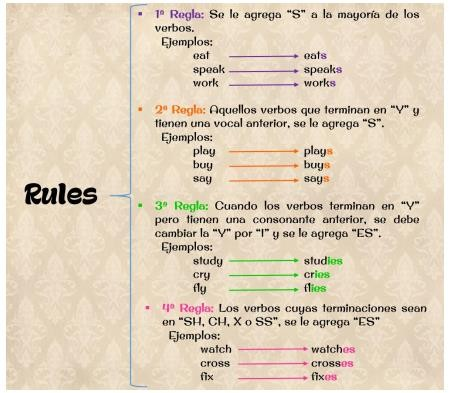 Rules
1º Regla: Se le agrega “S” a la mayoría de los
verbos.
Ejemplos:
eat eats
speak speaks
work works
2º Regla: Aquellos verbos que terminan en “Y” y
tienen una vocal anterior, se le agrega “S”.
Ejemplos:
play plays
buy buys
say says
3º Regla: Cuando los verbos terminan en “Y”
pero tienen una consonante anterior, se debe
cambiar la “Y” por “I” y se le agrega “ES”.
Ejemplos:
study studies
cry cries
fly flies
4º Regla: Los verbos cuyas terminaciones sean
en “SH, CH, X o SS”, se le agrega “ES”
Ejemplos:
watch watches
cross crosses
fix fixes